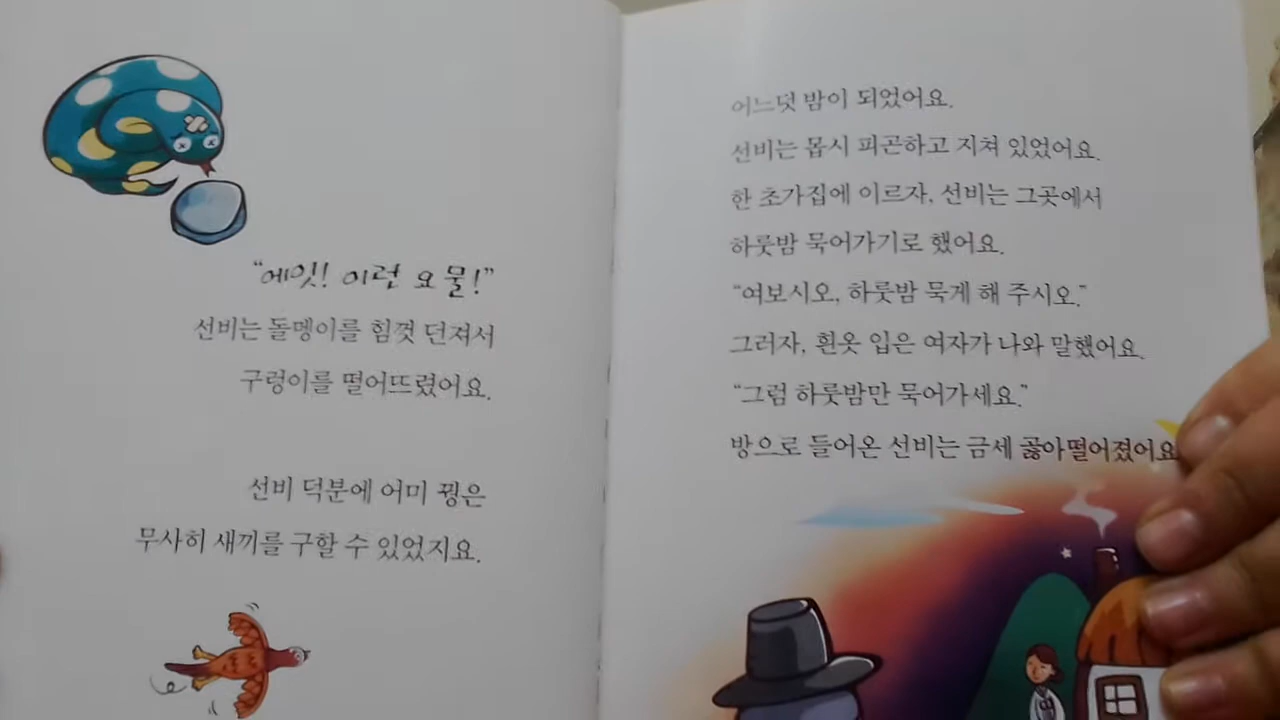 “에잇! 이런 요물!”
선비는 돌멩이를 힘껏 던져서
구렁이를 떨어뜨렸어요.
선비 덕분에 어미 꿩은
무사히 새끼를 구할 수 있었지요.
어느덧 밤이 되었어요.
선비는 몹시 피곤하고 지쳐 있었어요.
한 초가집에 이르자, 선비는 그곳에서
하룻밤 묵어가기로 했어요.
“여보시오, 하룻밤 묵게 해 주시오.”
그러자, 흰옷 입은 여자가 나와 말했어요.
“그럼 하룻밤만 묵어가세요.”
방으로 들어온 선비는 금세 곯아떨어졌어요